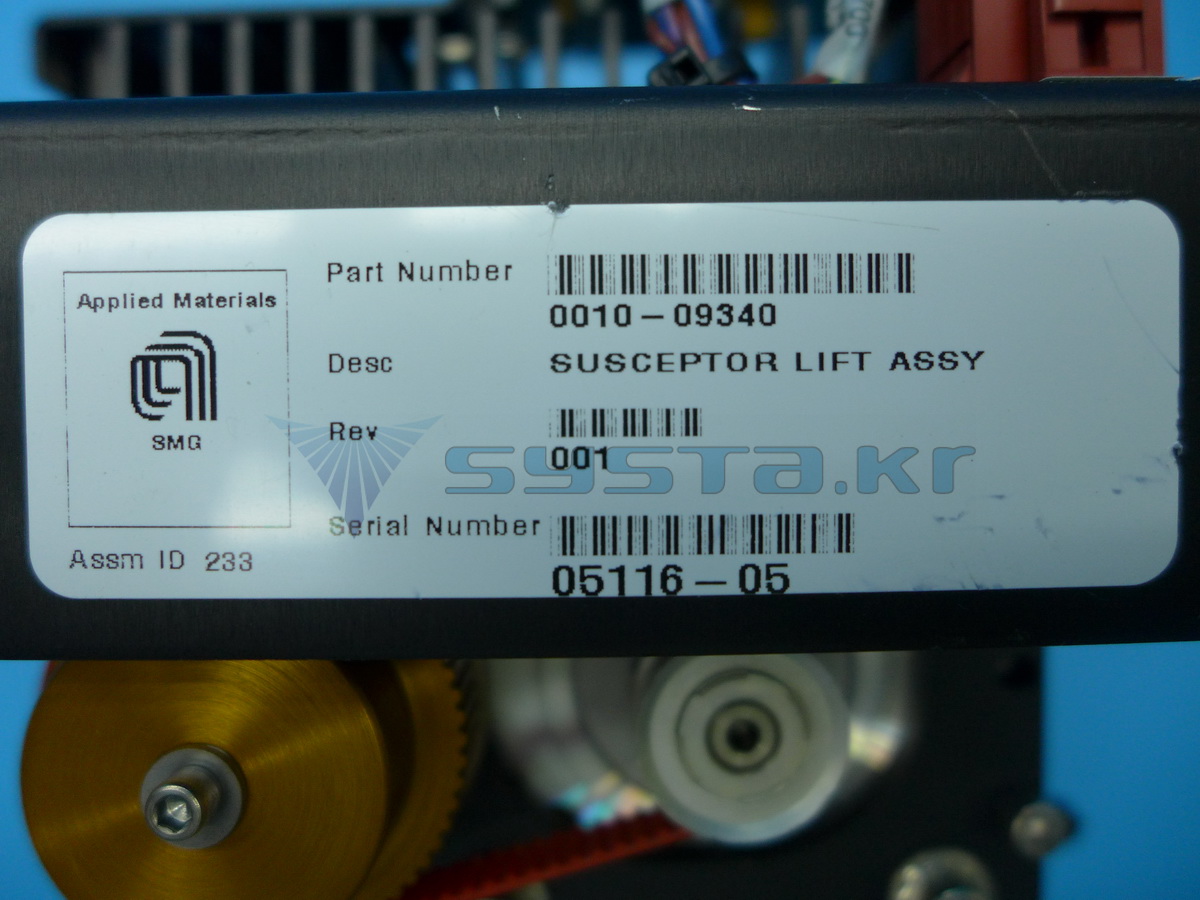 Applied Materials
SMG
Assm ID 233
Part Number
0010-09340
Desc SUSCEPTOR LIFT ASSY
Rev
001
Serial Number
05116-05
systa.kr